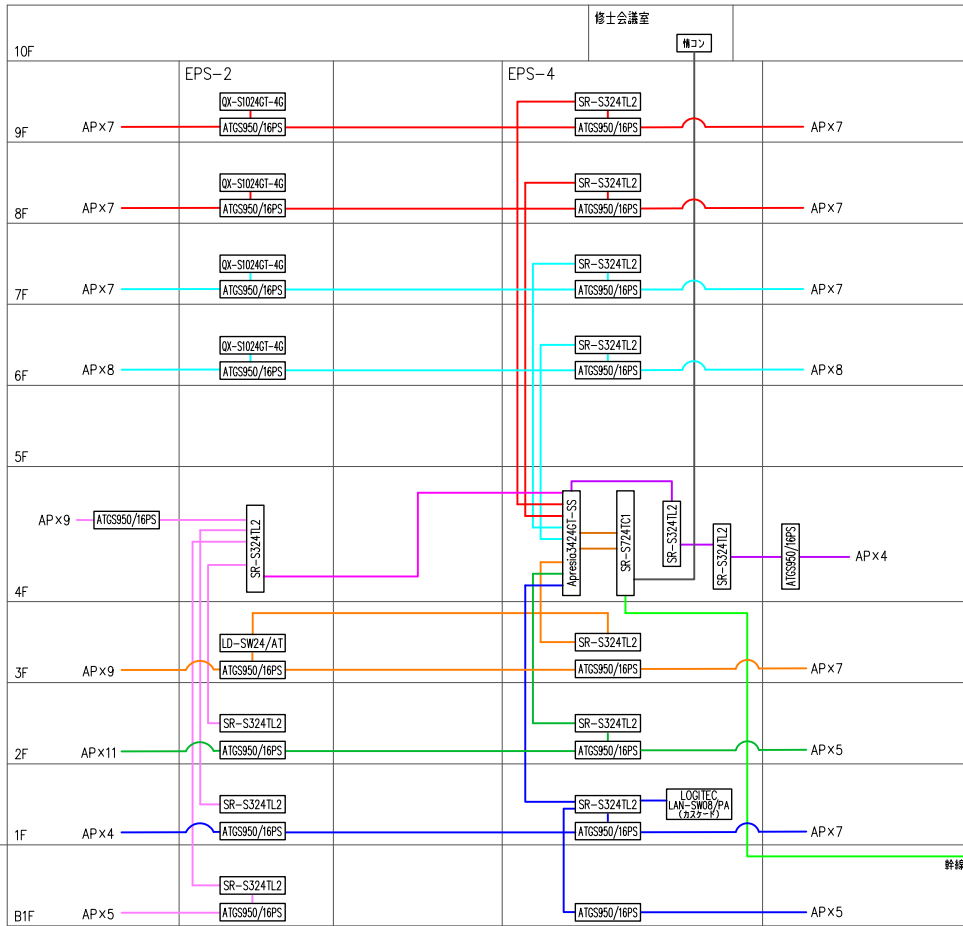 修士会議室
情コン
10F
EPS-2
EPS-4
QX-S1024GT-4G
SR-S324TL2
9F
AP×7
ATGS950/16PS
ATGS950/16PS
AP×7
QX-S1024GT-4G
SR-S324TL2
8F
AP×7
ATGS950/16PS
ATGS950/16PS
AP×7
QX-S1024GT-4G
SR-S324TL2
7F
AP×7
ATGS950/16PS
ATGS950/16PS
AP×7
QX-S1024GT-4G
SR-S324TL2
6F
AP×8
ATGS950/16PS
ATGS950/16PS
AP×8
5F
AP×9
ATGS950/16PS
SR-S324TL2
Apresia3424GT-SS
SR-S724TC1
SR-S324TL2
SR-S324TL2
ATGS950/16PS
AP×4
4F
LD-SW24/AT
SR-S324TL2
3F
AP×9
ATGS950/16PS
ATGS950/16PS
AP×7
SR-S324TL2
SR-S324TL2
2F
AP×11
ATGS950/16PS
ATGS950/16PS
AP×5
SR-S324TL2
SR-S324TL2
LOGITEC
LAN-SW08/PA
(カスケード)
1F
AP×4
ATGS950/16PS
ATGS950/16PS
AP×7
幹線
SR-S324TL2
B1F
AP×5
ATGS950/16PS
ATGS950/16PS
AP×5